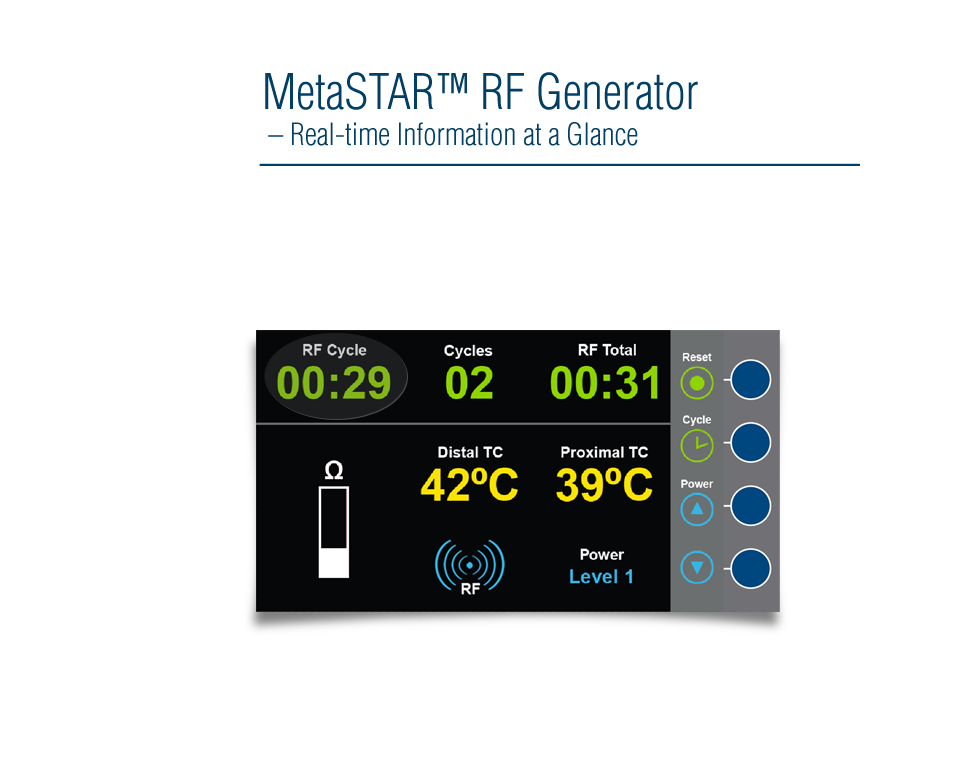 MetaSTAR™ RF Generator
– Real-time Information at a Glance
RF Cycle
00:29
Cycles
02
RF Total
00:31
Reset
Cycle
Power
Ω
Distal TC
42ºC
Proximal TC
39ºC
RF
Power
Level 1